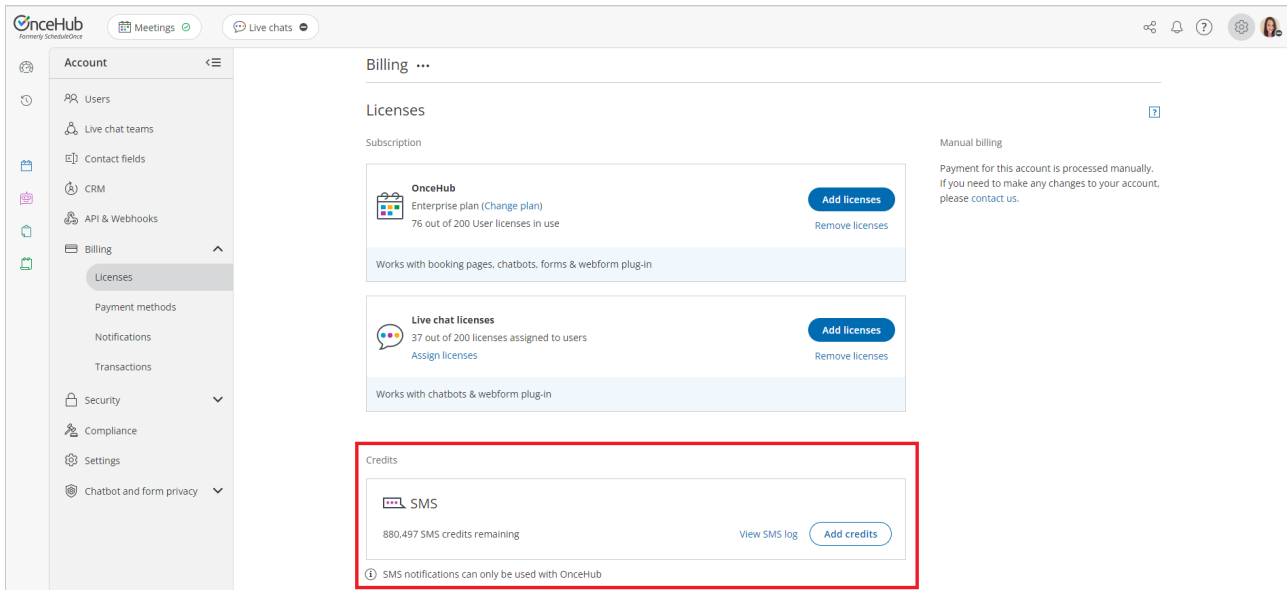 OnceHub
Formerly ScheduleOnce
Meetings
Live chats
?
Account
Users
Live chat teams
Contact fields
CRM
API & Webhooks
Billing
Licenses
Payment methods
Notifications
Transactions
Security
Compliance
Settings
Chatbot and form privacy
Billing ...
Licenses
?
Subscription
OnceHub
Enterprise plan (Change plan)
76 out of 200 User licenses in use
Add licenses
Remove licenses
Works with booking pages, chatbots, forms & webform plug-in
Live chat licenses
37 out of 200 licenses assigned to users
Assign licenses
Add licenses
Remove licenses
Works with chatbots & webform plug-in
Manual billing
Payment for this account is processed manually.
If you need to make any changes to your account,
please contact us.
Credits
SMS
880,497 SMS credits remaining
View SMS log
Add credits
SMS notifications can only be used with OnceHub